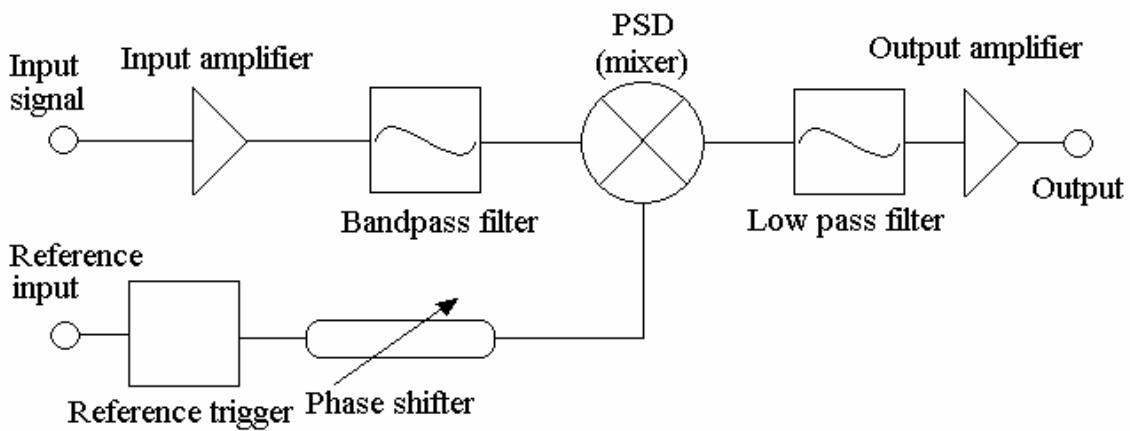 Input
signal
Input amplifier
Bandpass filter
PSD
(mixer)
Low pass filter
Output amplifier
Output
Reference
input
Reference trigger
Phase shifter